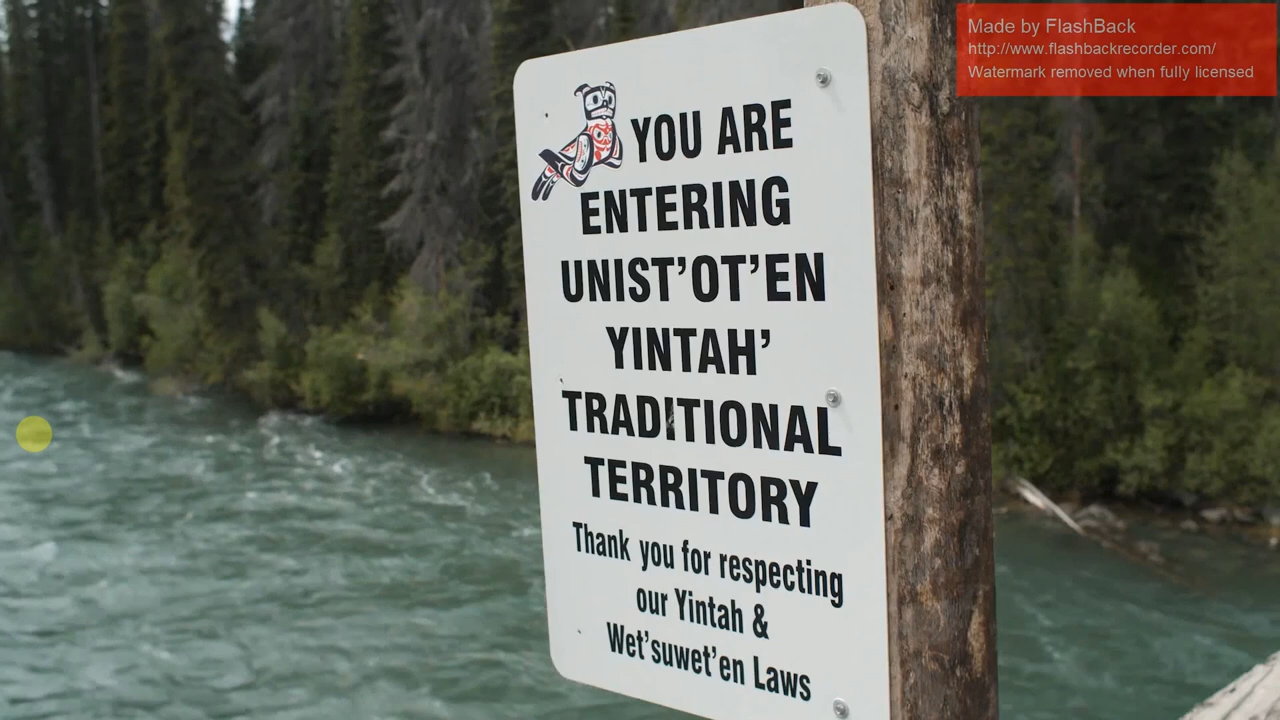 Made by FlashBack
http://www.flashbackrecorder.com/
Watermark removed when fully licensed
YOU ARE
ENTERING
UNIST'OT'EN
YINTAH'
TRADITIONAL
TERRITORY
Thank you for respecting
our Yintah &
Wet'suwet'en Laws